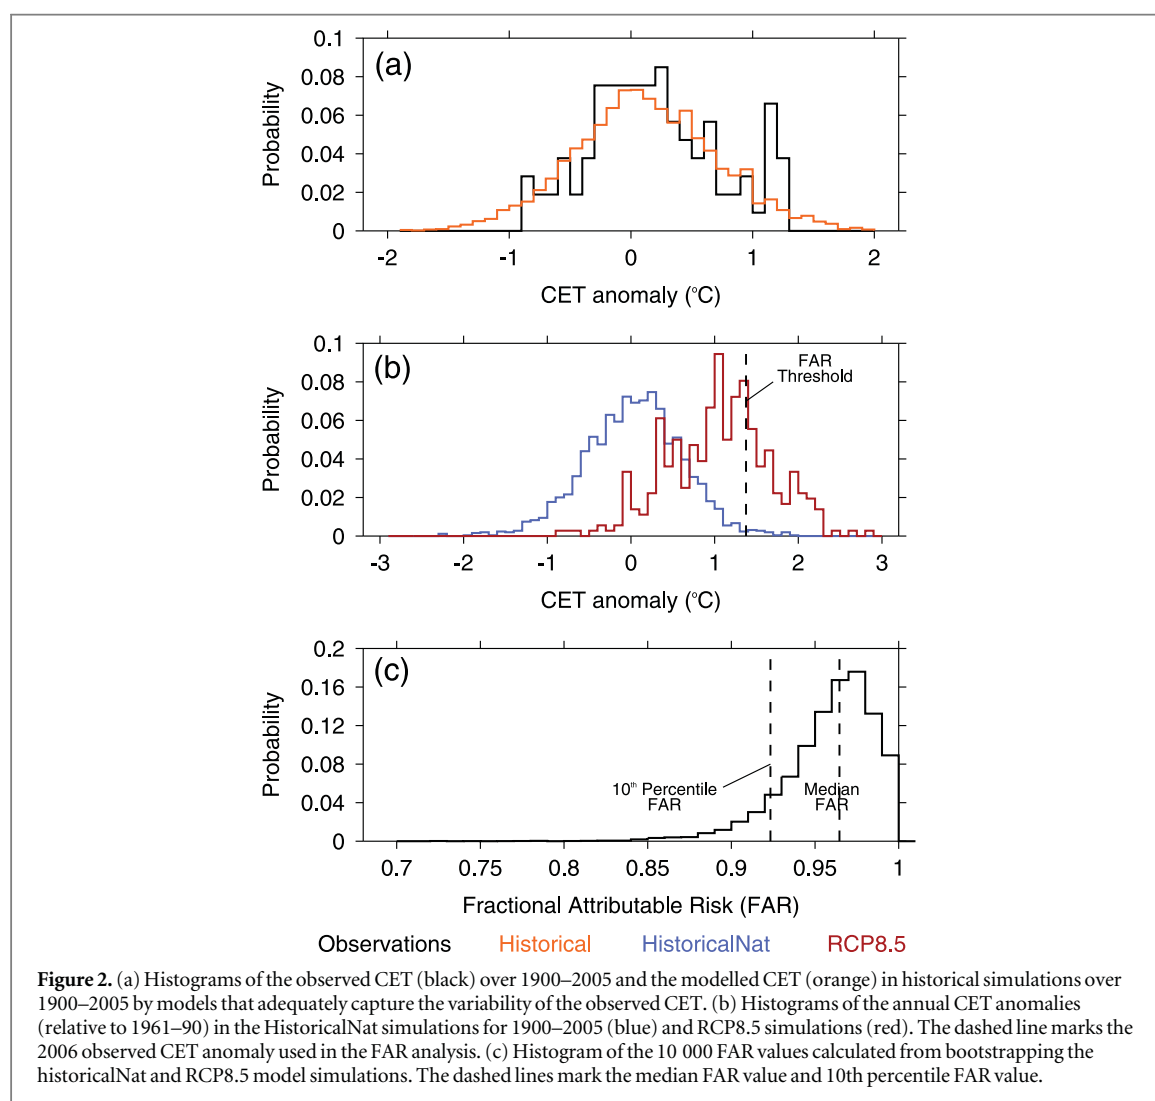 (a)
Probability
0.1
0.08
0.06
0.04
0.02
0
-2 -1 0 1 2
CET anomaly (°C)
(b)
FAR
Threshold
Probability
0.1
0.08
0.06
0.04
0.02
0
-3 -2 -1 0 1 2 3
CET anomaly (°C)
(c)
Probability
0.2
0.16
0.12
0.08
0.04
0
10th Percentile
FAR
Median
FAR
0.7 0.75 0.8 0.85 0.9 0.95 1
Fractional Attributable Risk (FAR)
Observations Historical HistoricalNat RCP8.5
Figure 2. (a) Histograms of the observed CET (black) over 1900–2005 and the modelled CET (orange) in historical simulations over
1900–2005 by models that adequately capture the variability of the observed CET. (b) Histograms of the annual CET anomalies
(relative to 1961–90) in the HistoricalNat simulations for 1900–2005 (blue) and RCP8.5 simulations (red). The dashed line marks the
2006 observed CET anomaly used in the FAR analysis. (c) Histogram of the 10 000 FAR values calculated from bootstrapping the
historicalNat and RCP8.5 model simulations. The dashed lines mark the median FAR value and 10th percentile FAR value.